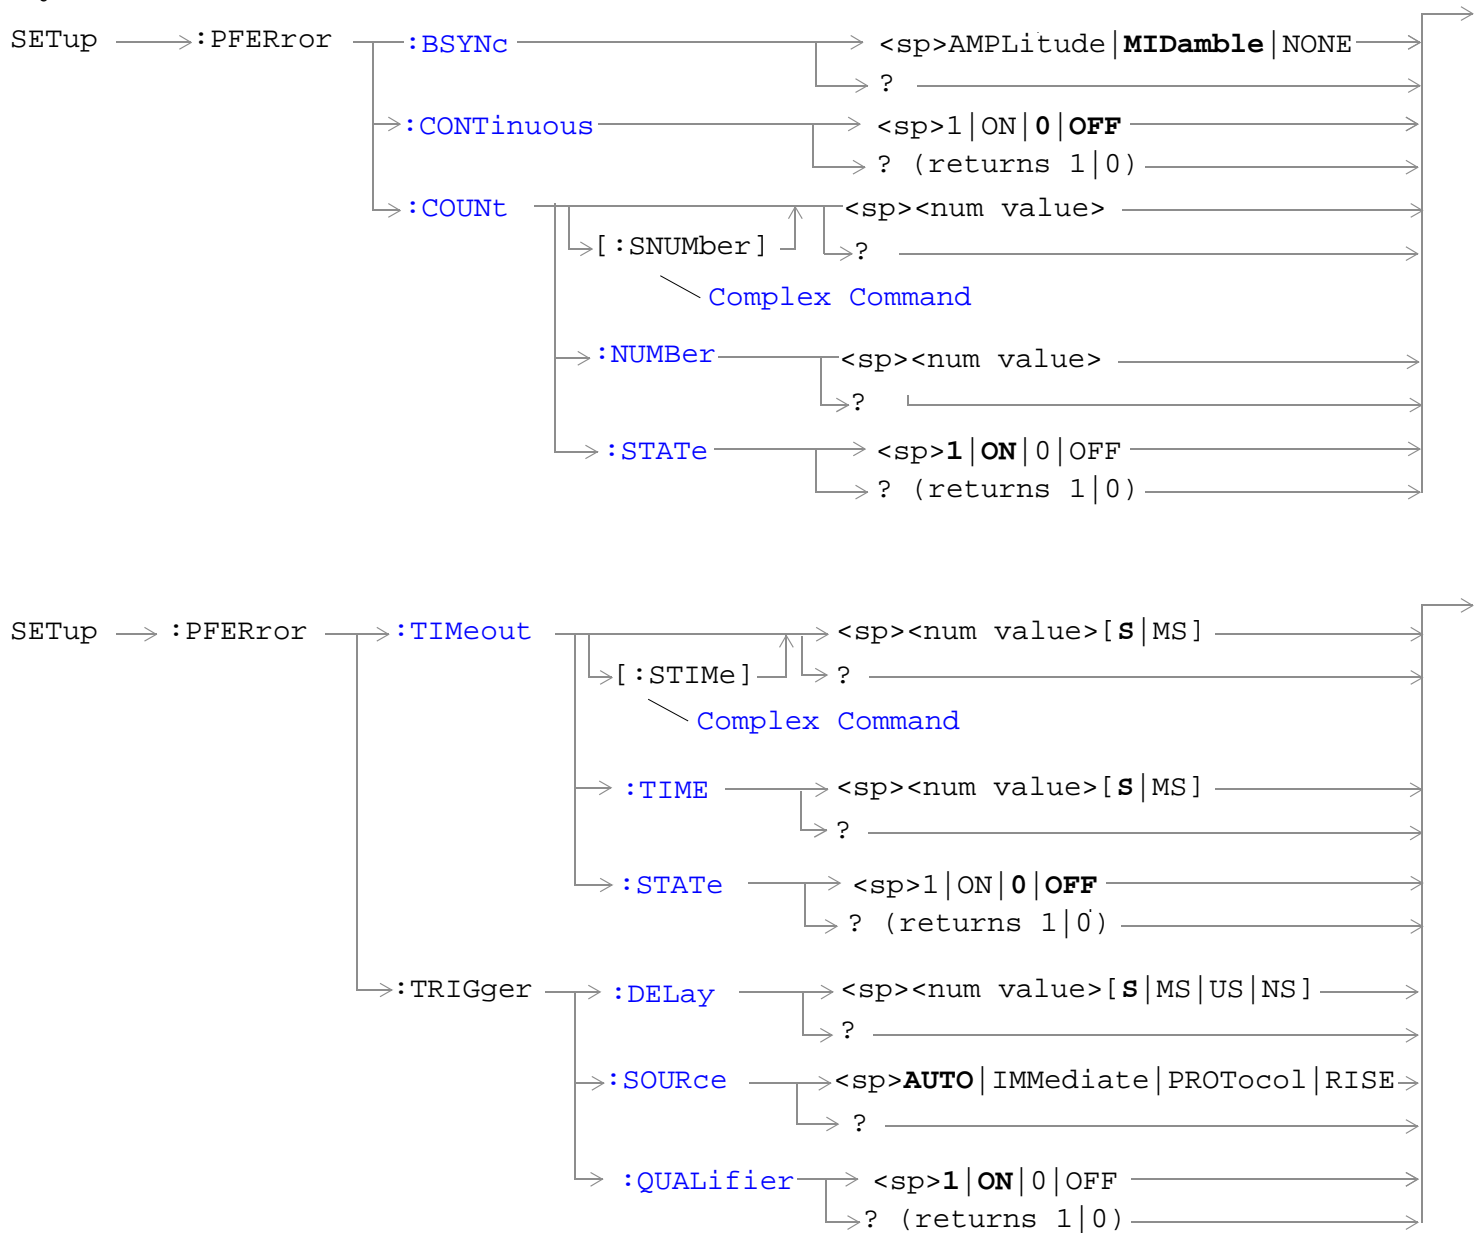 SETup :PFERror :BSYNc <sp>AMPLitude|MIDamble|NONE
?
:CONTinuous <sp>1|ON|0|OFF
? (returns 1|0)
:COUNt <sp><num value>
[:SNUMber] ?
Complex Command
:NUMBer <sp><num value>
?
:STATe <sp>1|ON|0|OFF
? (returns 1|0)
SETup :PFERror :TIMeout <sp><num value>[S|MS]
[:STIMe] ?
Complex Command
:TIME <sp><num value>[S|MS]
?
:STATe <sp>1|ON|0|OFF
? (returns 1|0)
:TRIGger :DELay <sp><num value>[S|MS|US|NS]
?
:SOURce <sp>AUTO|IMMediate|PROTocol|RISE
?
:QUALifier <sp>1|ON|0|OFF
? (returns 1|0)